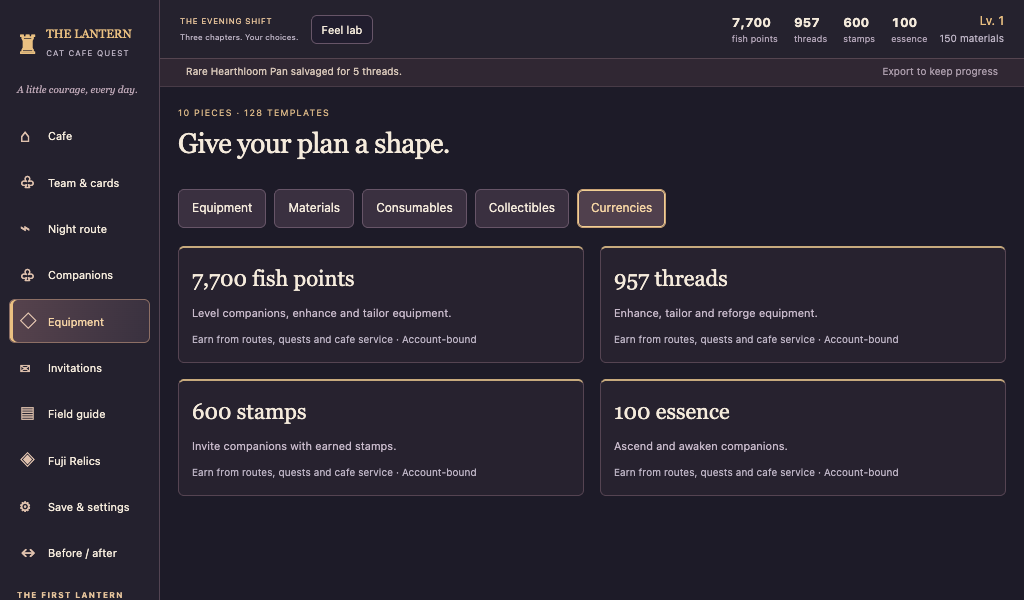 THE LANTERN
CAT CAFE QUEST
A little courage, every day.
Cafe
Team & cards
Night route
Companions
Equipment
Invitations
Field guide
Fuji Relics
Save & settings
Before / after
THE FIRST LANTERN
THE EVENING SHIFT
Three chapters. Your choices.
Feel lab
7,700 fish points
957 threads
600 stamps
100 essence
Lv. 1
150 materials
Rare Hearthloom Pan salvaged for 5 threads.
Export to keep progress
10 PIECES · 128 TEMPLATES
Give your plan a shape.
Equipment
Materials
Consumables
Collectibles
Currencies
7,700 fish points
Level companions, enhance and tailor equipment.
Earn from routes, quests and cafe service · Account-bound
957 threads
Enhance, tailor and reforge equipment.
Earn from routes, quests and cafe service · Account-bound
600 stamps
Invite companions with earned stamps.
Earn from routes, quests and cafe service · Account-bound
100 essence
Ascend and awaken companions.
Earn from routes, quests and cafe service · Account-bound